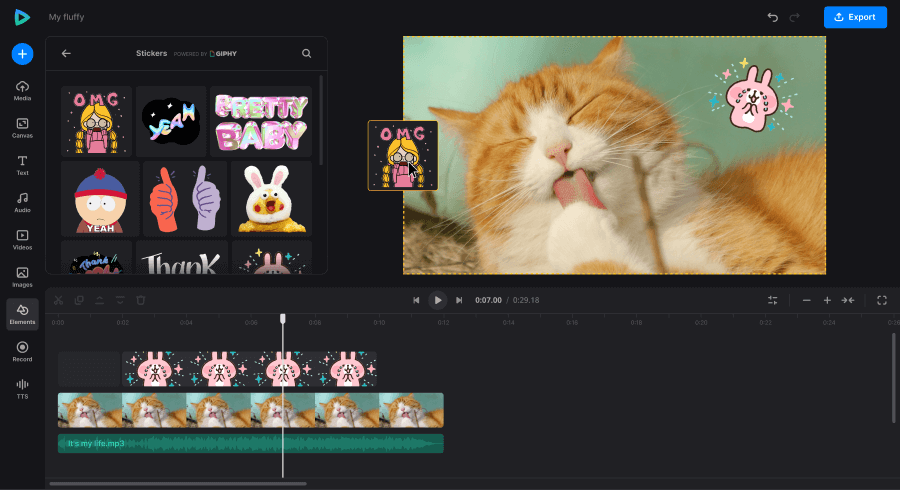 My fluffy
Export
Stickers POWERED BY GIPHY
Media
Canvas
Text
Audio
Videos
Images
Elements
Record
TTS
OMG
YEAH
PRETTY
BABY
YEAH
Thank
ThanK
OMG
0:07.00 / 0:29.18
0:00 0:02 0:04 0:06 0:08 0:10 0:12 0:14 0:16 0:18 0:20 0:22 0:24
It's my life.mp3